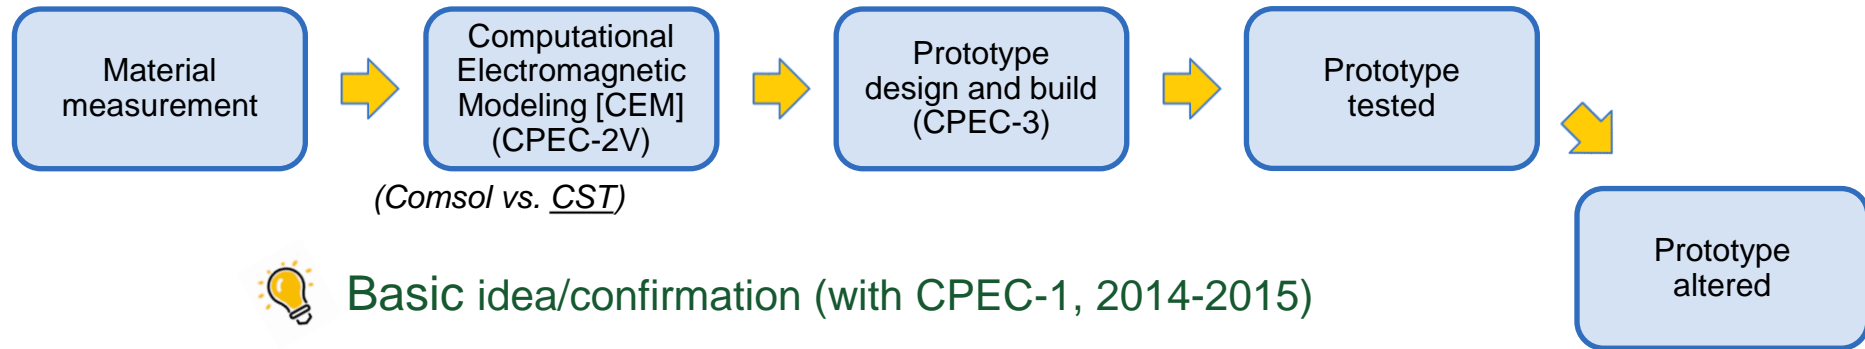 Material
measurement
Computational
Electromagnetic
Modeling [CEM]
(CPEC-2V)
Prototype
design and build
(CPEC-3)
Prototype
tested
(Comsol vs. CST)
Prototype
altered
Basic idea/confirmation (with CPEC-1, 2014-2015)